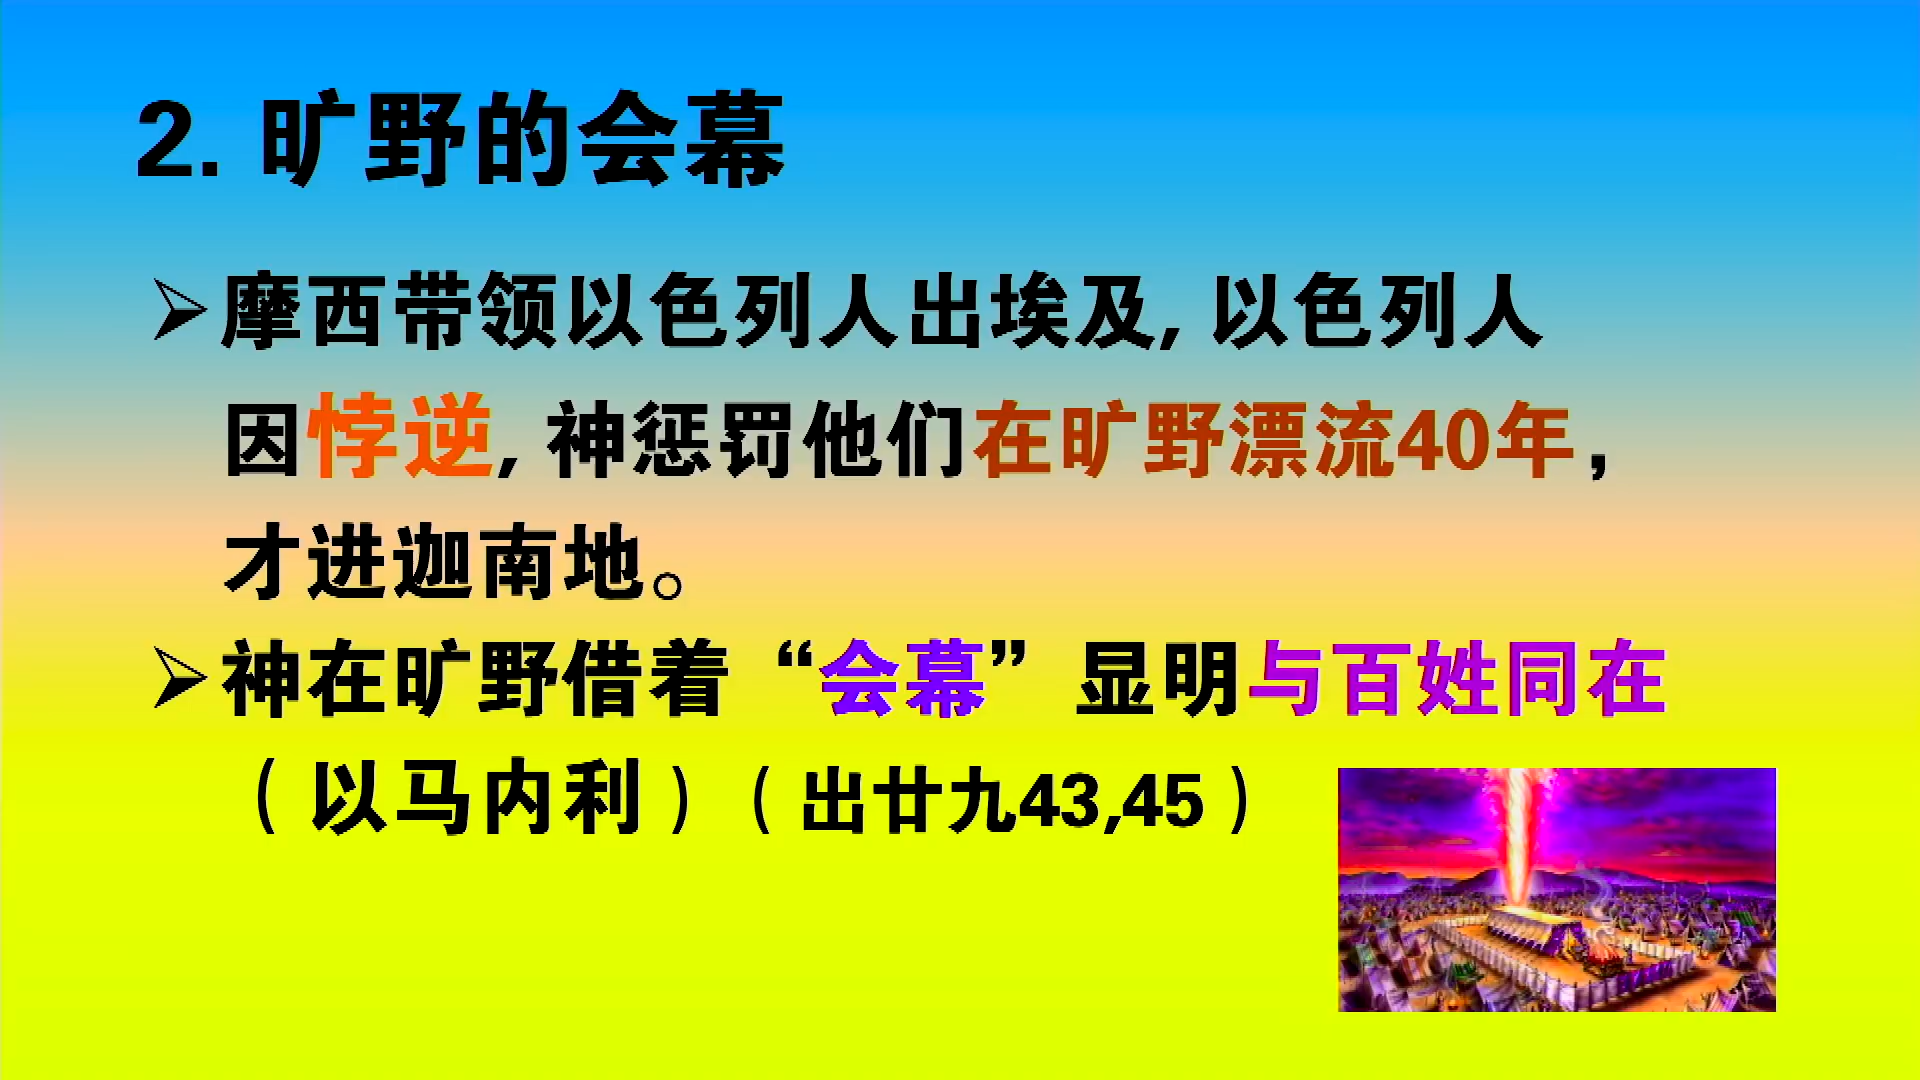 2. 旷野的会幕
➢摩西带领以色列人出埃及, 以色列人
因悖逆, 神惩罚他们在旷野漂流40年,
才进迦南地。
➢神在旷野借着“会幕”显明与百姓同在
（以马内利）（出廿九43,45）